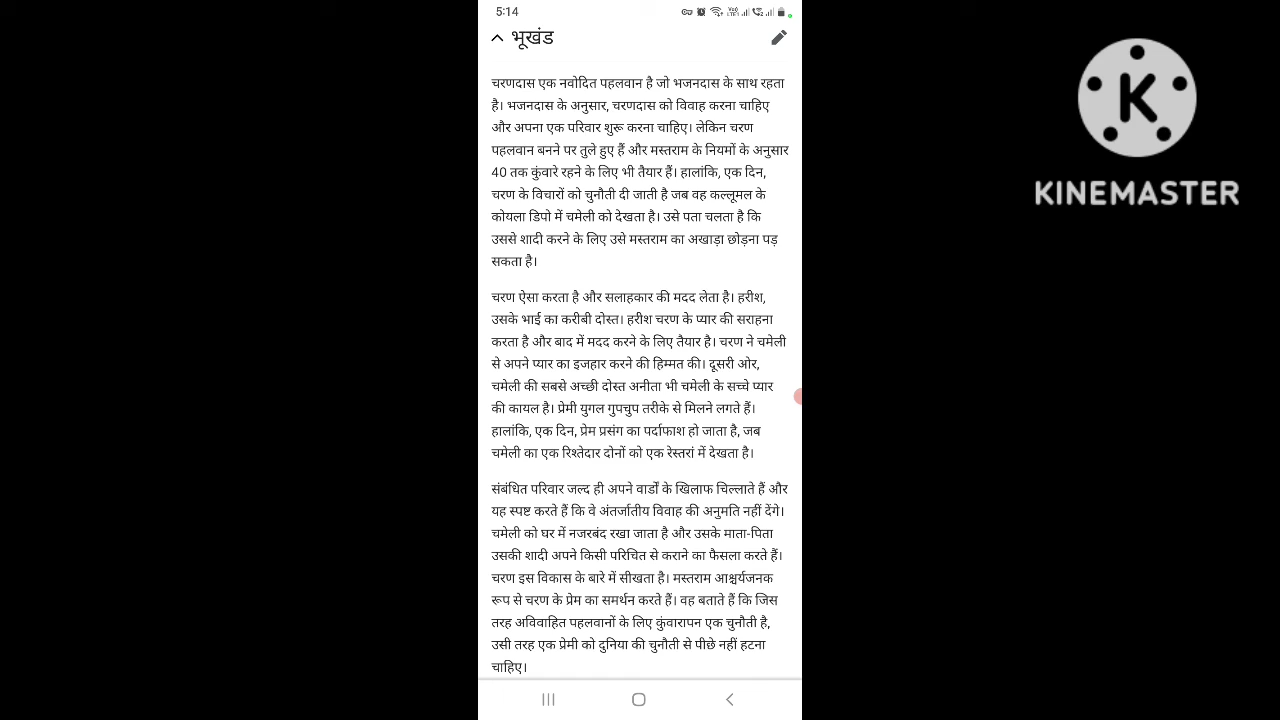 5:14
भूखंड
चरणदास एक नवोदित पहलवान है जो भजनदास के साथ रहता
है। भजनदास के अनुसार, चरणदास को विवाह करना चाहिए
और अपना एक परिवार शुरू करना चाहिए। लेकिन चरण
पहलवान बनने पर तुले हुए हैं और मस्तराम के नियमों के अनुसार
40 तक कुंवारे रहने के लिए भी तैयार हैं। हालांकि, एक दिन,
चरण के विचारों को चुनौती दी जाती है जब वह कल्लूमल के
कोयला डिपो में चमेली को देखता है। उसे पता चलता है कि
उससे शादी करने के लिए उसे मस्तराम का अखाड़ा छोड़ना पड़
सकता है।
चरण ऐसा करता है और सलाहकार की मदद लेता है। हरीश,
उसके भाई का करीबी दोस्त। हरीश चरण के प्यार की सराहना
करता है और बाद में मदद करने के लिए तैयार है। चरण ने चमेली
से अपने प्यार का इजहार करने की हिम्मत की। दूसरी ओर,
चमेली की सबसे अच्छी दोस्त अनीता भी चमेली के सच्चे प्यार
की कायल है। प्रेमी युगल गुपचुप तरीके से मिलने लगते हैं।
हालांकि, एक दिन, प्रेम प्रसंग का पर्दाफाश हो जाता है, जब
चमेली का एक रिश्तेदार दोनों को एक रेस्तरां में देखता है।
संबंधित परिवार जल्द ही अपने वार्डों के खिलाफ चिल्लाते हैं और
यह स्पष्ट करते हैं कि वे अंतर्जातीय विवाह की अनुमति नहीं देंगे।
चमेली को घर में नजरबंद रखा जाता है और उसके माता-पिता
उसकी शादी अपने किसी परिचित से कराने का फैसला करते हैं।
चरण इस विकास के बारे में सीखता है। मस्तराम आश्चर्यजनक
रूप से चरण के प्रेम का समर्थन करते हैं। वह बताते हैं कि जिस
तरह अविवाहित पहलवानों के लिए कुंवारापन एक चुनौती है,
उसी तरह एक प्रेमी को दुनिया की चुनौती से पीछे नहीं हटना
चाहिए।
K
KINEMASTER